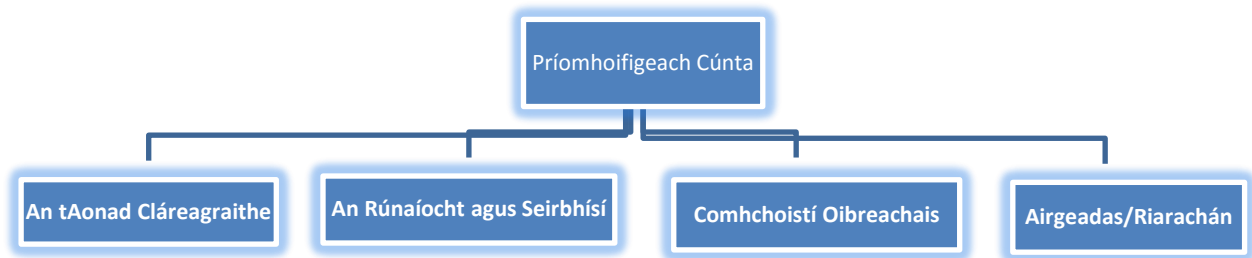 Príomhoifigeach Cúnta
An tAonad Cláreagraithe
An Rúnaíocht agus Seirbhísí
Comhchoistí Oibreachais
Airgeadas/Riarachán